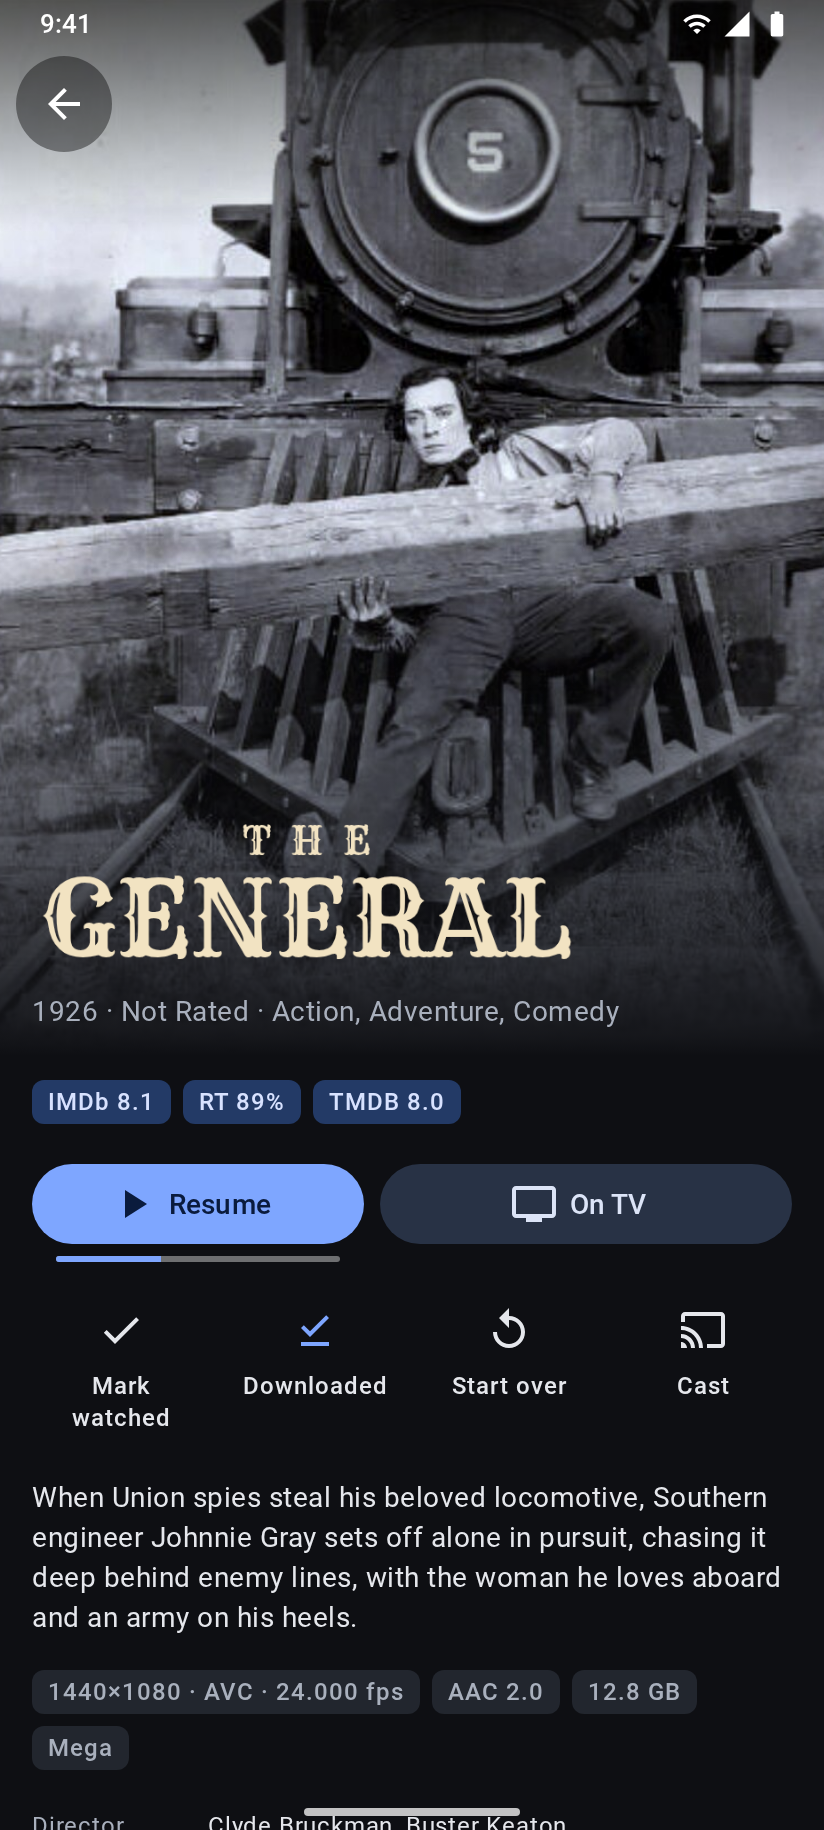 9:41
5
THE
GENERAL
1926 · Not Rated · Action, Adventure, Comedy
IMDb 8.1 RT 89% TMDB 8.0
Resume On TV
Mark watched Downloaded Start over Cast
When Union spies steal his beloved locomotive, Southern
engineer Johnnie Gray sets off alone in pursuit, chasing it
deep behind enemy lines, with the woman he loves aboard
and an army on his heels.
1440×1080 · AVC · 24.000 fps AAC 2.0 12.8 GB
Mega
Director Clyde Bruckman, Buster Keaton